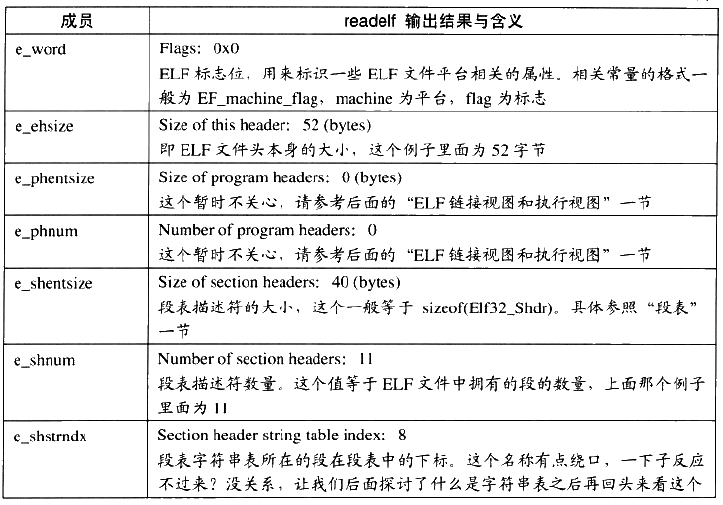 成员 readelf 输出结果与含义
e_word Flags: 0x0
ELF 标志位，用来标识一些 ELF 文件平台相关的属性。相关常量的格式一
般为 EF_machine_flag，machine 为平台，flag 为标志
e_ehsize Size of this header: 52 (bytes)
即 ELF 文件头本身的大小，这个例子里面为 52 字节
e_phentsize Size of program headers: 0 (bytes)
这个暂时不关心，请参考后面的“ELF 链接视图和执行视图”一节
e_phnum Number of program headers: 0
这个暂时不关心，请参考后面的“ELF 链接视图和执行视图”一节
e_shentsize Size of section headers: 40 (bytes)
段表描述符的大小，这个一般等于 sizeof(Elf32_Shdr)。具体参照“段表”
一节
e_shnum Number of section headers: 11
段表描述符数量。这个值等于 ELF 文件中拥有的段的数量，上面那个例子
里面为 11
e_shstrndx Section header string table index: 8
段表字符串表所在的段在段表中的下标。这个名称有点绕口，一下子反应
不过来？没关系，让我们后面探讨了什么是字符串表之后再回头来看这个